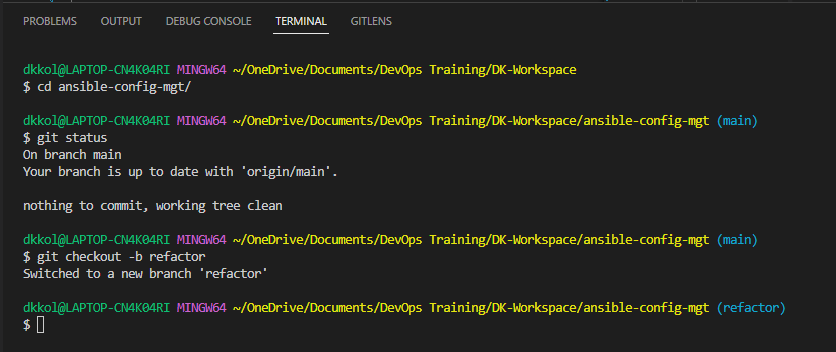 PROBLEMS OUTPUT DEBUG CONSOLE TERMINAL GITLENS
dkkol@LAPTOP-CN4K04RI MINGW64 ~/OneDrive/Documents/DevOps Training/DK-Workspace
$ cd ansible-config-mgt/
dkkol@LAPTOP-CN4K04RI MINGW64 ~/OneDrive/Documents/DevOps Training/DK-Workspace/ansible-config-mgt (main)
$ git status
On branch main
Your branch is up to date with 'origin/main'.
nothing to commit, working tree clean
dkkol@LAPTOP-CN4K04RI MINGW64 ~/OneDrive/Documents/DevOps Training/DK-Workspace/ansible-config-mgt (main)
$ git checkout -b refactor
Switched to a new branch 'refactor'
dkkol@LAPTOP-CN4K04RI MINGW64 ~/OneDrive/Documents/DevOps Training/DK-Workspace/ansible-config-mgt (refactor)
$